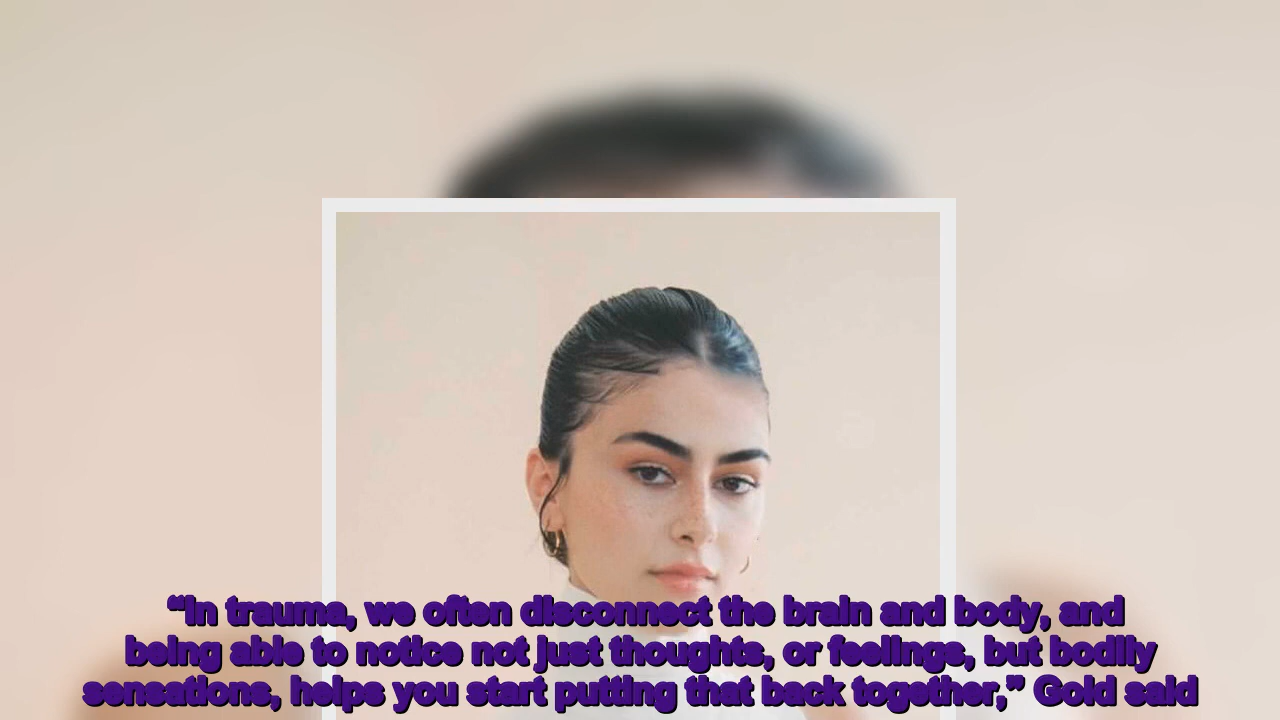 “In trauma, we often disconnect the brain and body, and
being able to notice not just thoughts, or feelings, but bodily
sensations, helps you start putting that back together,” Gold said